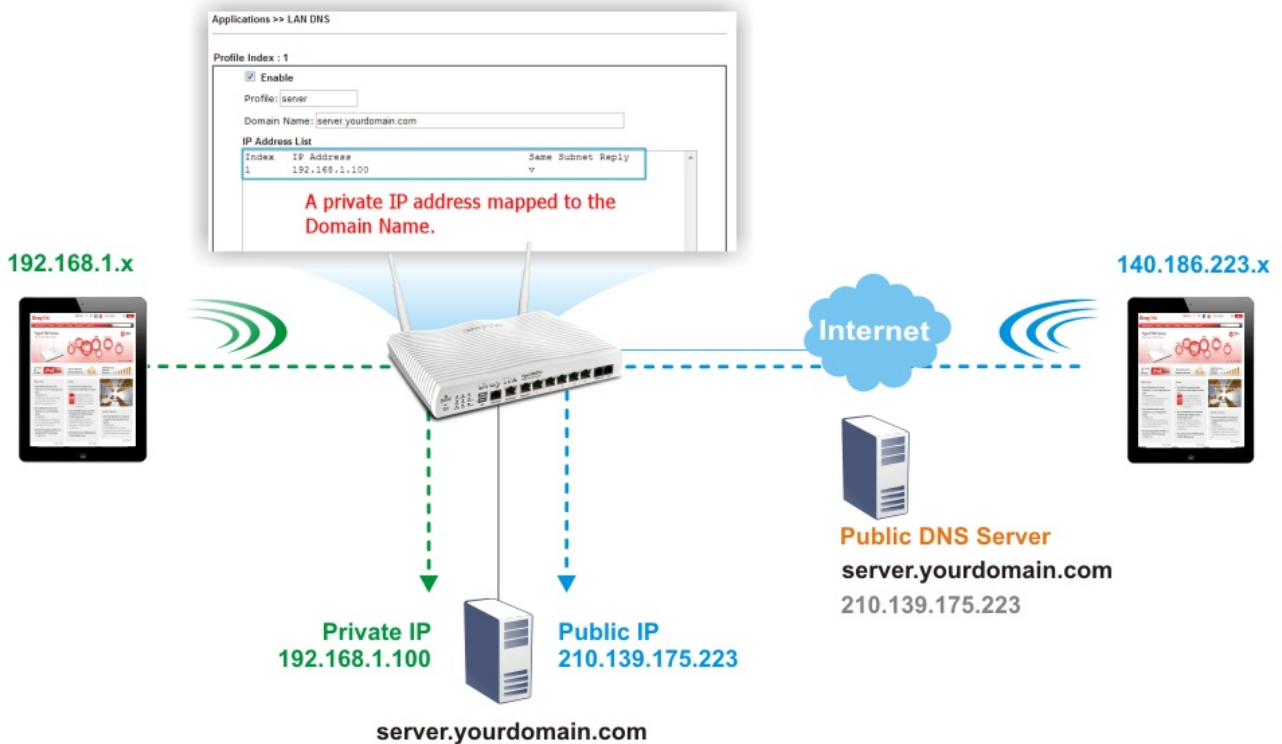 Applications >> LAN DNS
Profile Index : 1
Enable
Profile: server
Domain Name: server.yourdomain.com
IP Address List
Index IP Address Same Subnet Reply
1 192.168.1.100 v
A private IP address mapped to the
Domain Name.
192.168.1.x
140.186.223.x
Internet
Public DNS Server
server.yourdomain.com
210.139.175.223
Private IP
192.168.1.100
Public IP
210.139.175.223
server.yourdomain.com